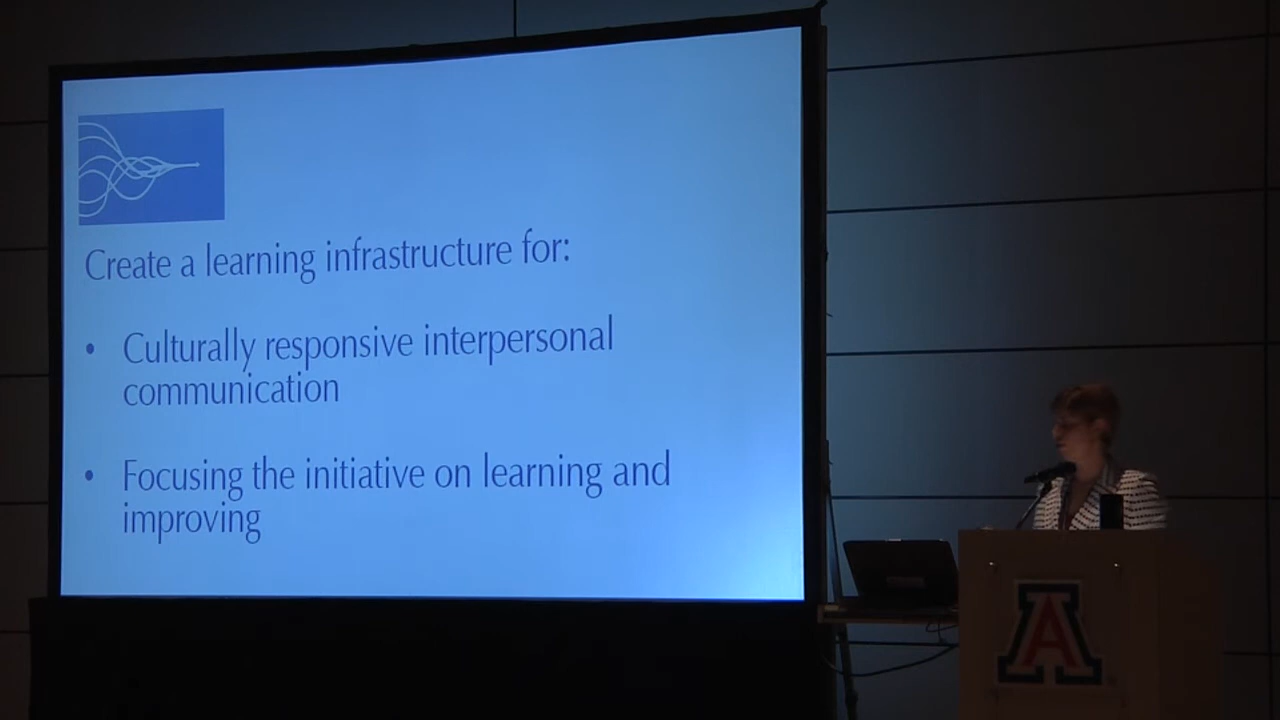 Create a learning infrastructure for:
• Culturally responsive interpersonal
communication
• Focusing the initiative on learning and
improving
A